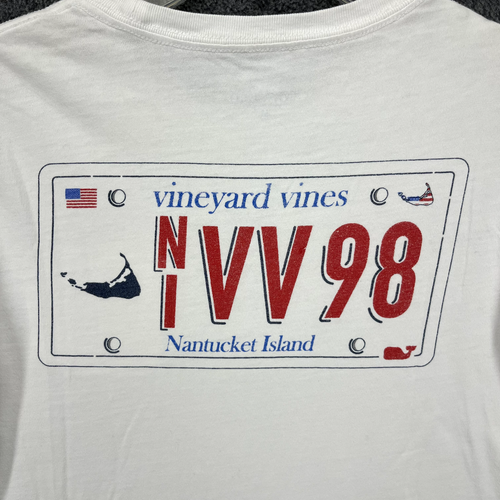 vineyard vines
NI VV98
Nantucket Island